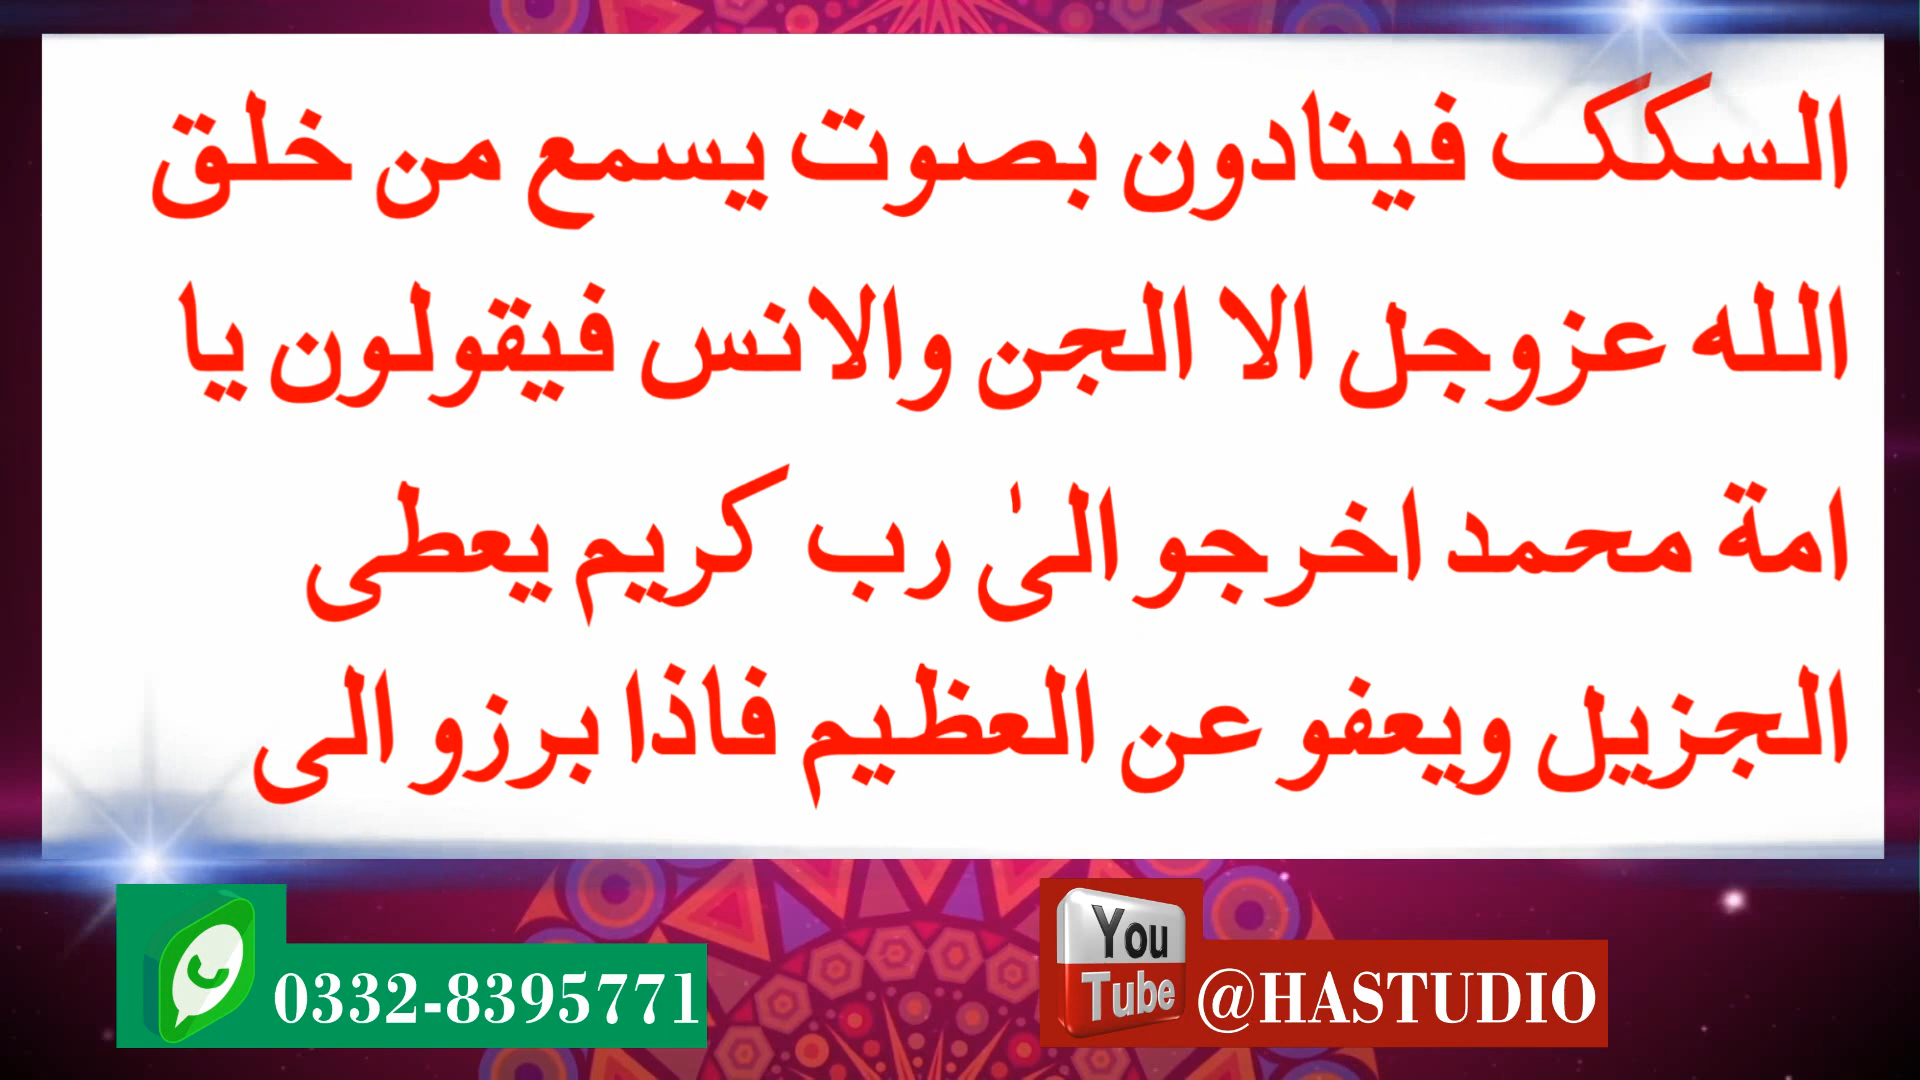 السکک فینادون بصوت یسمع من خلق
الله عزوجل الا الجن والانس فیقولون یا
امة محمد اخرجو الیٰ رب کریم یعطی
الجزیل ویعفو عن العظیم فاذا برزو الی
0332-8395771
You
Tube
@HASTUDIO